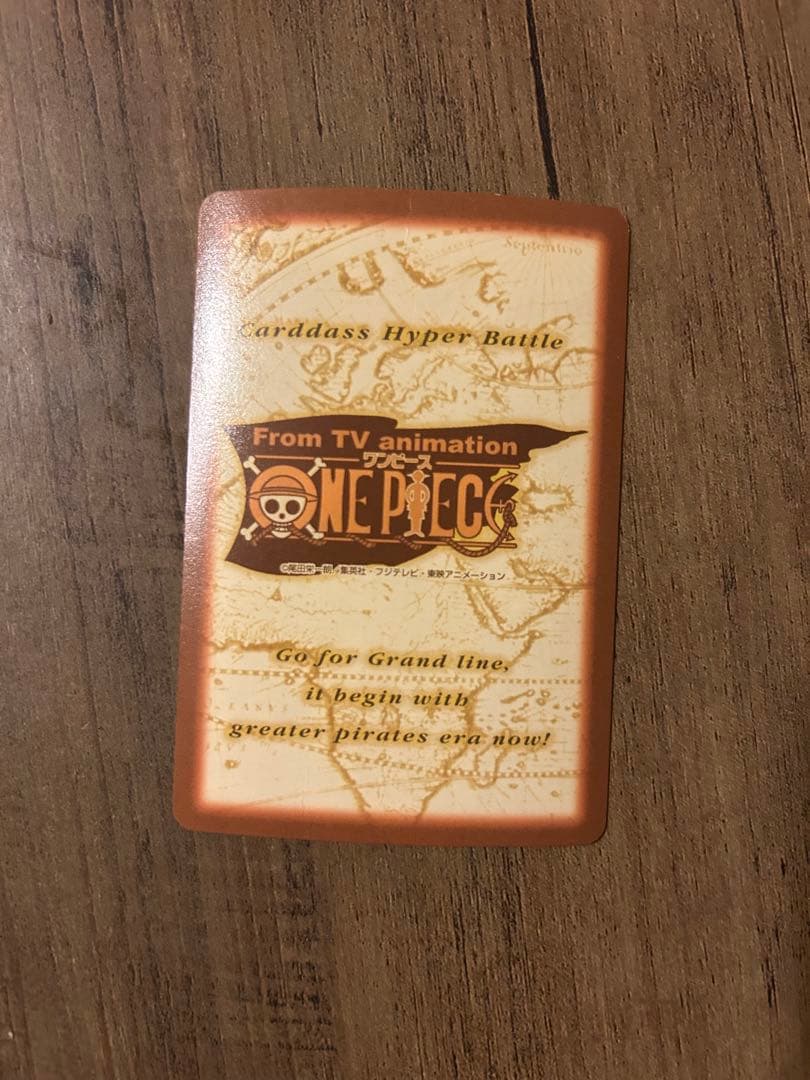 Septentrio
Carddass Hyper Battle
From TV animation
ワンピース
ONE PIECE
©尾田栄一郎/集英社・フジテレビ・東映アニメーション
Go for Grand line,
it begin with
greater pirates era now!